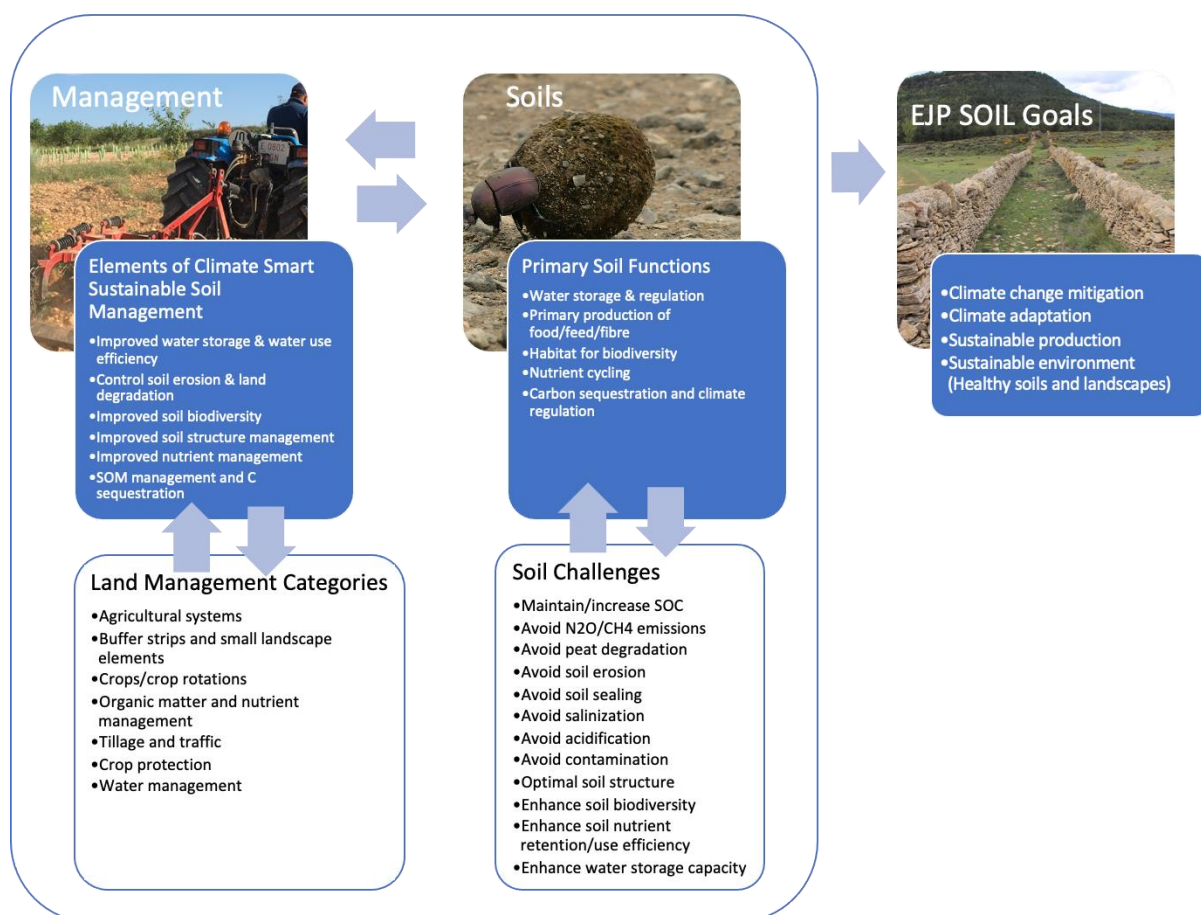 Management
Elements of Climate Smart
Sustainable Soil
Management
•Improved water storage & water use
efficiency
•Control soil erosion & land
degradation
•Improved soil biodiversity
•Improved soil structure management
•Improved nutrient management
•SOM management and C
sequestration
Land Management Categories
•Agricultural systems
•Buffer strips and small landscape
elements
•Crops/crop rotations
•Organic matter and nutrient
management
•Tillage and traffic
•Crop protection
•Water management
Soils
Primary Soil Functions
•Water storage & regulation
•Primary production of
food/feed/fibre
•Habitat for biodiversity
•Nutrient cycling
•Carbon sequestration and climate
regulation
Soil Challenges
•Maintain/increase SOC
•Avoid N2O/CH4 emissions
•Avoid peat degradation
•Avoid soil erosion
•Avoid soil sealing
•Avoid salinization
•Avoid acidification
•Avoid contamination
•Optimal soil structure
•Enhance soil biodiversity
•Enhance soil nutrient
retention/use efficiency
•Enhance water storage capacity
EJP SOIL Goals
•Climate change mitigation
•Climate adaptation
•Sustainable production
•Sustainable environment
(Healthy soils and landscapes)